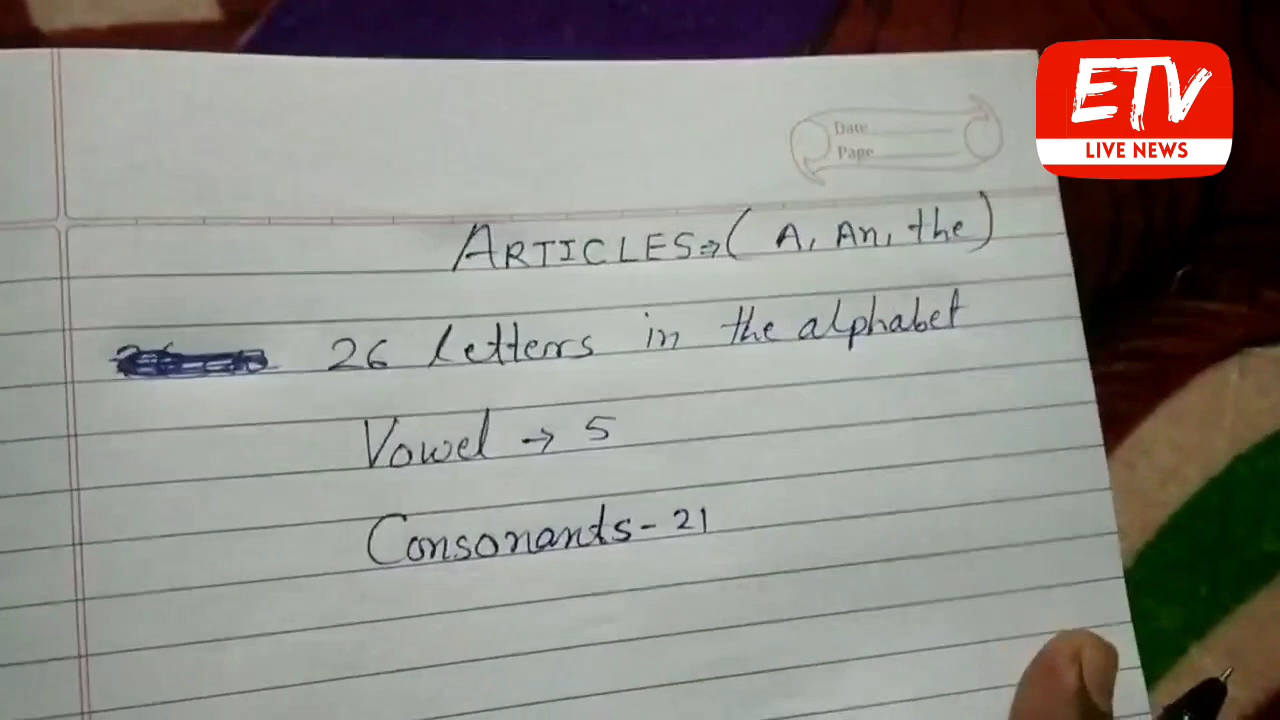 ETV
LIVE NEWS
Date
Page
ARTICLES⇒( A, An, the)
26 letters in the alphabet
Vowel → 5
Consonants - 21